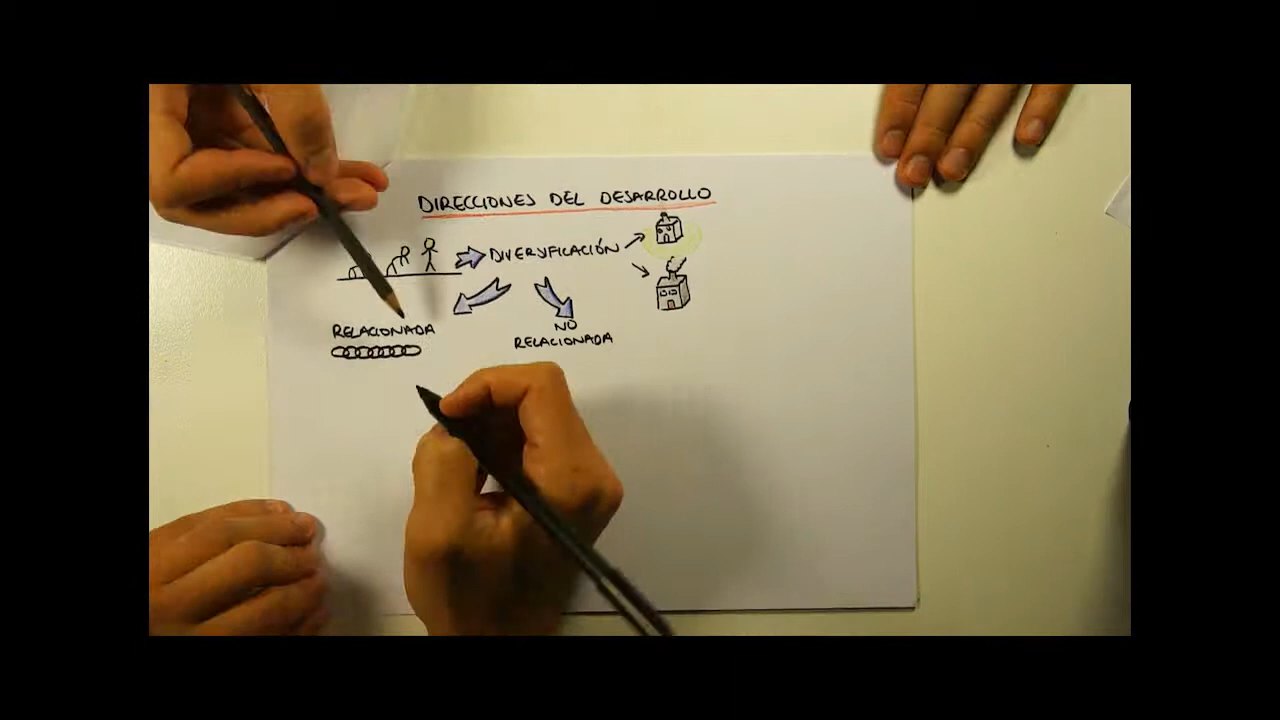 DIRECCIONES DEL DESARROLLO
DIVERSIFICACIÓN
RELACIONADA
NO
RELACIONADA